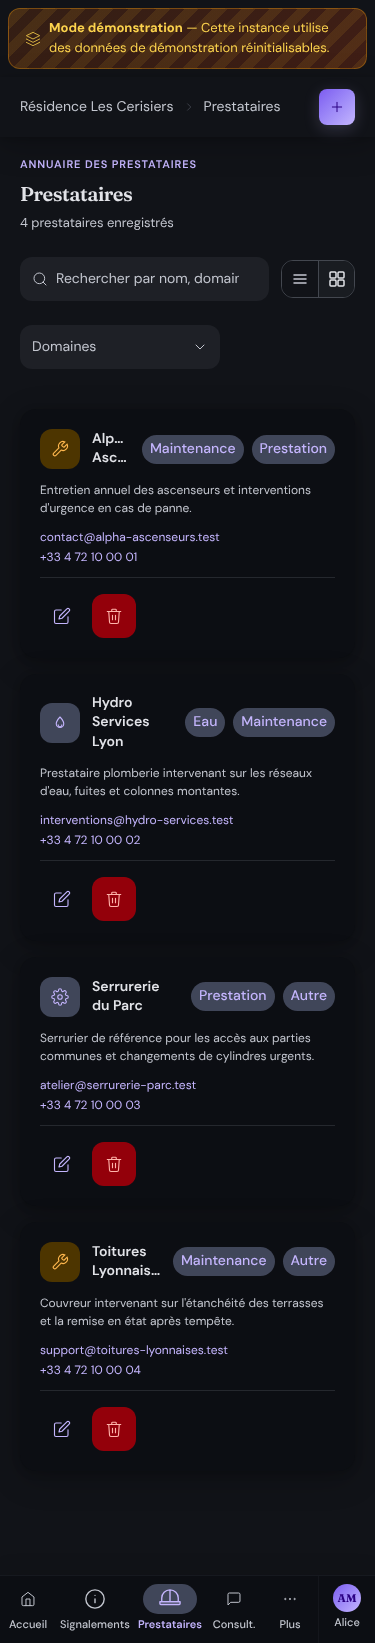 Mode démonstration — Cette instance utilise
des données de démonstration réinitialisables.
Résidence Les Cerisiers > Prestataires
ANNUAIRE DES PRESTATAIRES
Prestataires
4 prestataires enregistrés
Rechercher par nom, domain
Domaines
Alp...
Asc...
Maintenance
Prestation
Entretien annuel des ascenseurs et interventions
d'urgence en cas de panne.
contact@alpha-ascenseurs.test
+33 4 72 10 00 01
Hydro
Services
Lyon
Eau
Maintenance
Prestataire plomberie intervenant sur les réseaux
d'eau, fuites et colonnes montantes.
interventions@hydro-services.test
+33 4 72 10 00 02
Serrurerie
du Parc
Prestation
Autre
Serrurier de référence pour les accès aux parties
communes et changements de cylindres urgents.
atelier@serrurerie-parc.test
+33 4 72 10 00 03
Toitures
Lyonnais...
Maintenance
Autre
Couvreur intervenant sur l'étanchéité des terrasses
et la remise en état après tempête.
support@toitures-lyonnaises.test
+33 4 72 10 00 04
Accueil
Signalements
Prestataires
Consult.
Plus
AM
Alice